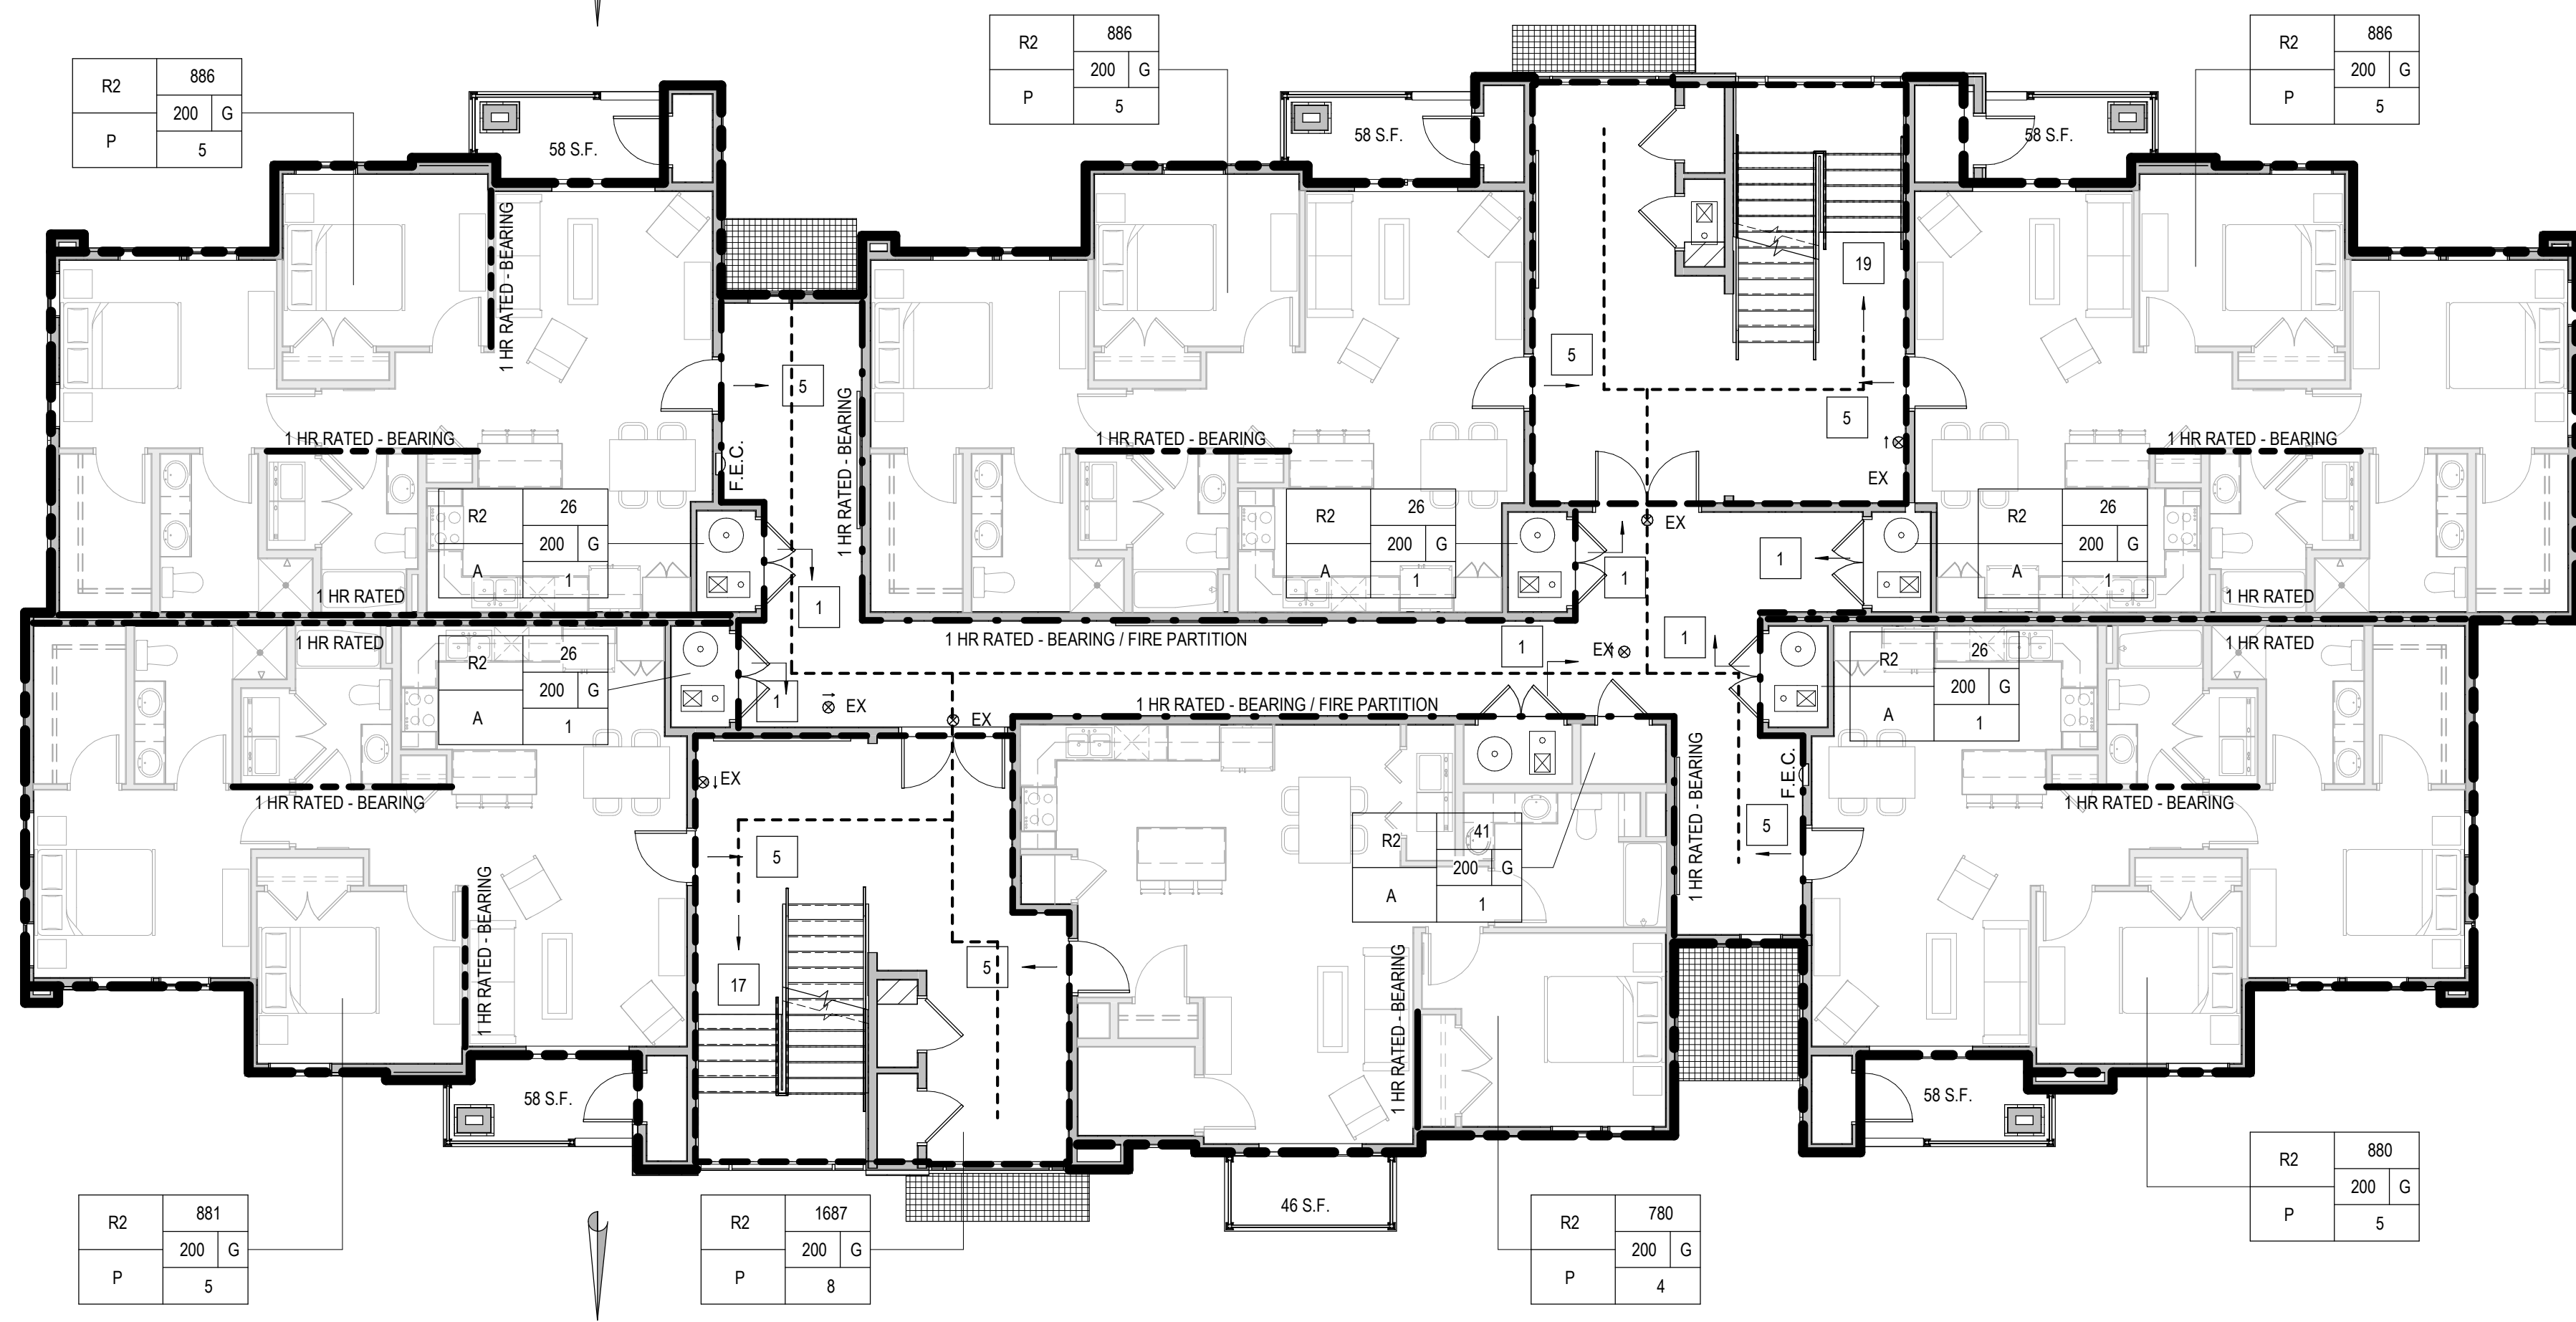 R2 886
200 G
P 5
R2 886
200 G
P 5
R2 886
200 G
P 5
58 S.F.
58 S.F.
58 S.F.
1 HR RATED - BEARING
19
5
5
5
1 HR RATED - BEARING
1 HR RATED - BEARING
1 HR RATED - BEARING
1 HR RATED - BEARING
F.E.C.
EX
R2 26
200 G
A 1
R2 26
200 G
A 1
R2 26
200 G
A 1
EX
1
1
1
1 HR RATED
1 HR RATED
1 HR RATED - BEARING / FIRE PARTITION
1 HR RATED
1 HR RATED
R2 26
200 G
A 1
1
1
EX
R2 26
200 G
A 1
1
EX
EX
1 HR RATED - BEARING / FIRE PARTITION
EX
F.E.C.
1 HR RATED - BEARING
1 HR RATED - BEARING
1 HR RATED - BEARING
5
5
R2 41
200 G
A 1
1 HR RATED - BEARING
17
5
1 HR RATED - BEARING
58 S.F.
58 S.F.
46 S.F.
R2 881
200 G
P 5
R2 1687
200 G
P 8
R2 780
200 G
P 4
R2 880
200 G
P 5